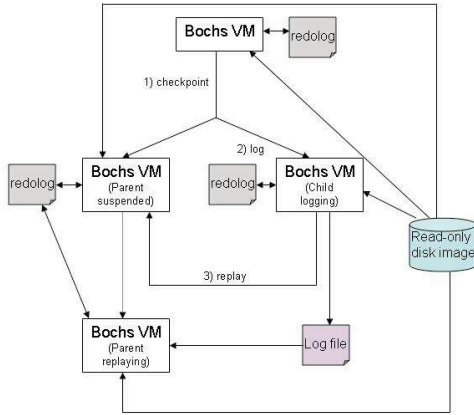 Bochs VM
redolog
1) checkpoint
2) log
Bochs VM
(Parent
suspended)
redolog
Bochs VM
(Child
logging)
redolog
Read-only
disk image
3) replay
Bochs VM
(Parent
replaying)
Log file